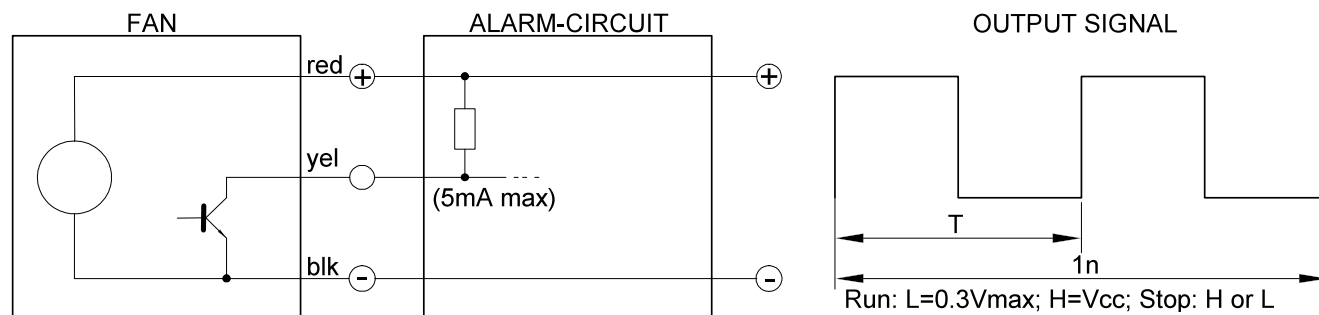 FAN
ALARM-CIRCUIT
OUTPUT SIGNAL
red
+
+
yel
(5mA max)
T
blk
-
-
1n
Run: L=0.3Vmax; H=Vcc; Stop: H or L